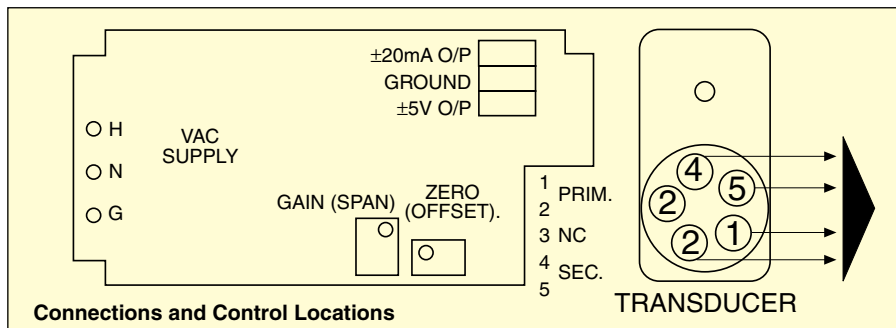 ±20mA O/P
GROUND
±5V O/P
H
VAC
SUPPLY
N
G
GAIN (SPAN)
ZERO
(OFFSET).
1
PRIM.
2
3 NC
4
SEC.
5
4
5
2
1
2
TRANSDUCER
Connections and Control Locations